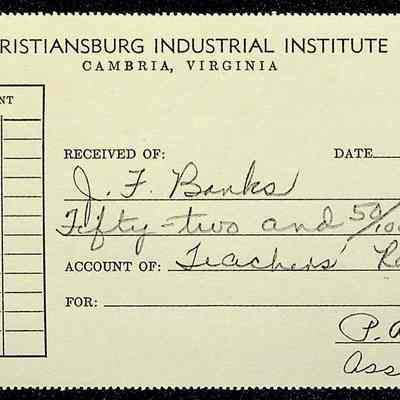 RISTIANSBURG INDUSTRIAL INSTITUTE
CAMBRIA, VIRGINIA
NT
RECEIVED OF: DATE
J. F. Banks
Fifty-two and 50/100
ACCOUNT OF: Teachers' R
FOR:
P. A
Ass